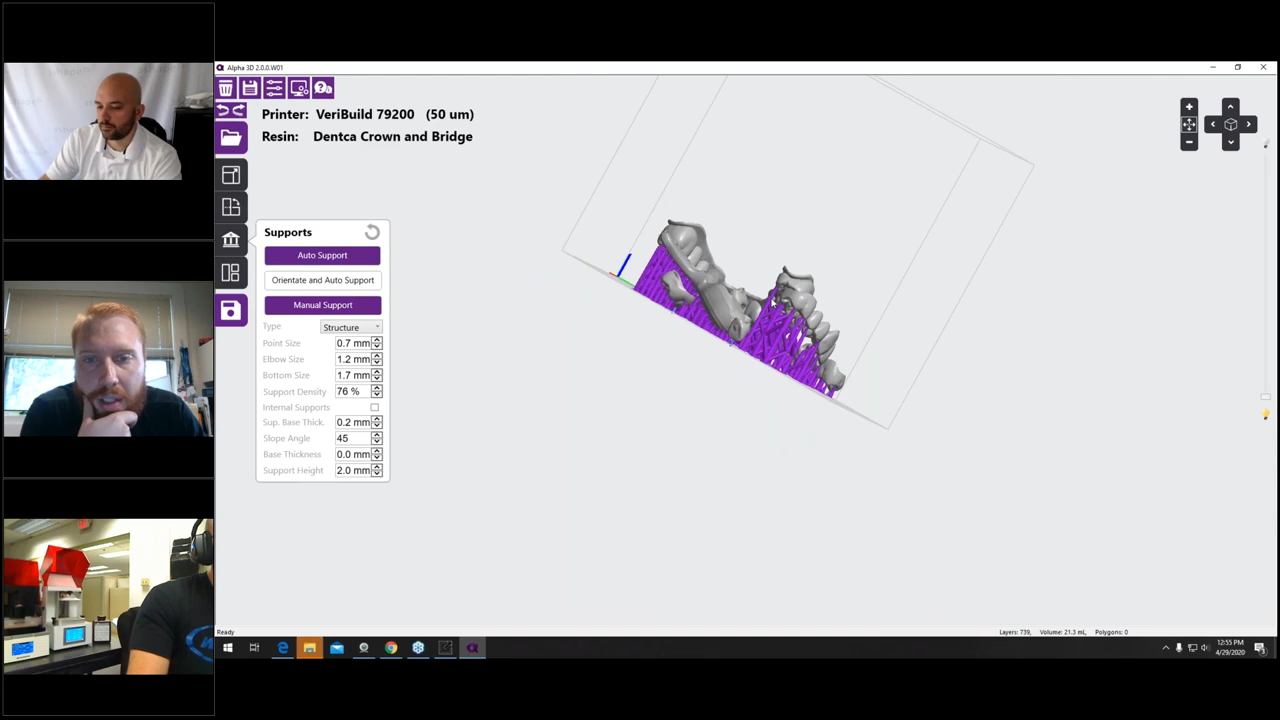 Alpha 3D 2.0.0.W01
Printer: VeriBuild 79200 (50 um)
Resin: Dentca Crown and Bridge
Supports
Auto Support
Orientate and Auto Support
Manual Support
Type Structure
Point Size 0.7 mm
Elbow Size 1.2 mm
Bottom Size 1.7 mm
Support Density 76 %
Internal Supports
Sup. Base Thick. 0.2 mm
Slope Angle 45
Base Thickness 0.0 mm
Support Height 2.0 mm
Ready
Layers: 739, Volume: 21.3 mL, Polygons: 0
12:55 PM
4/29/2020